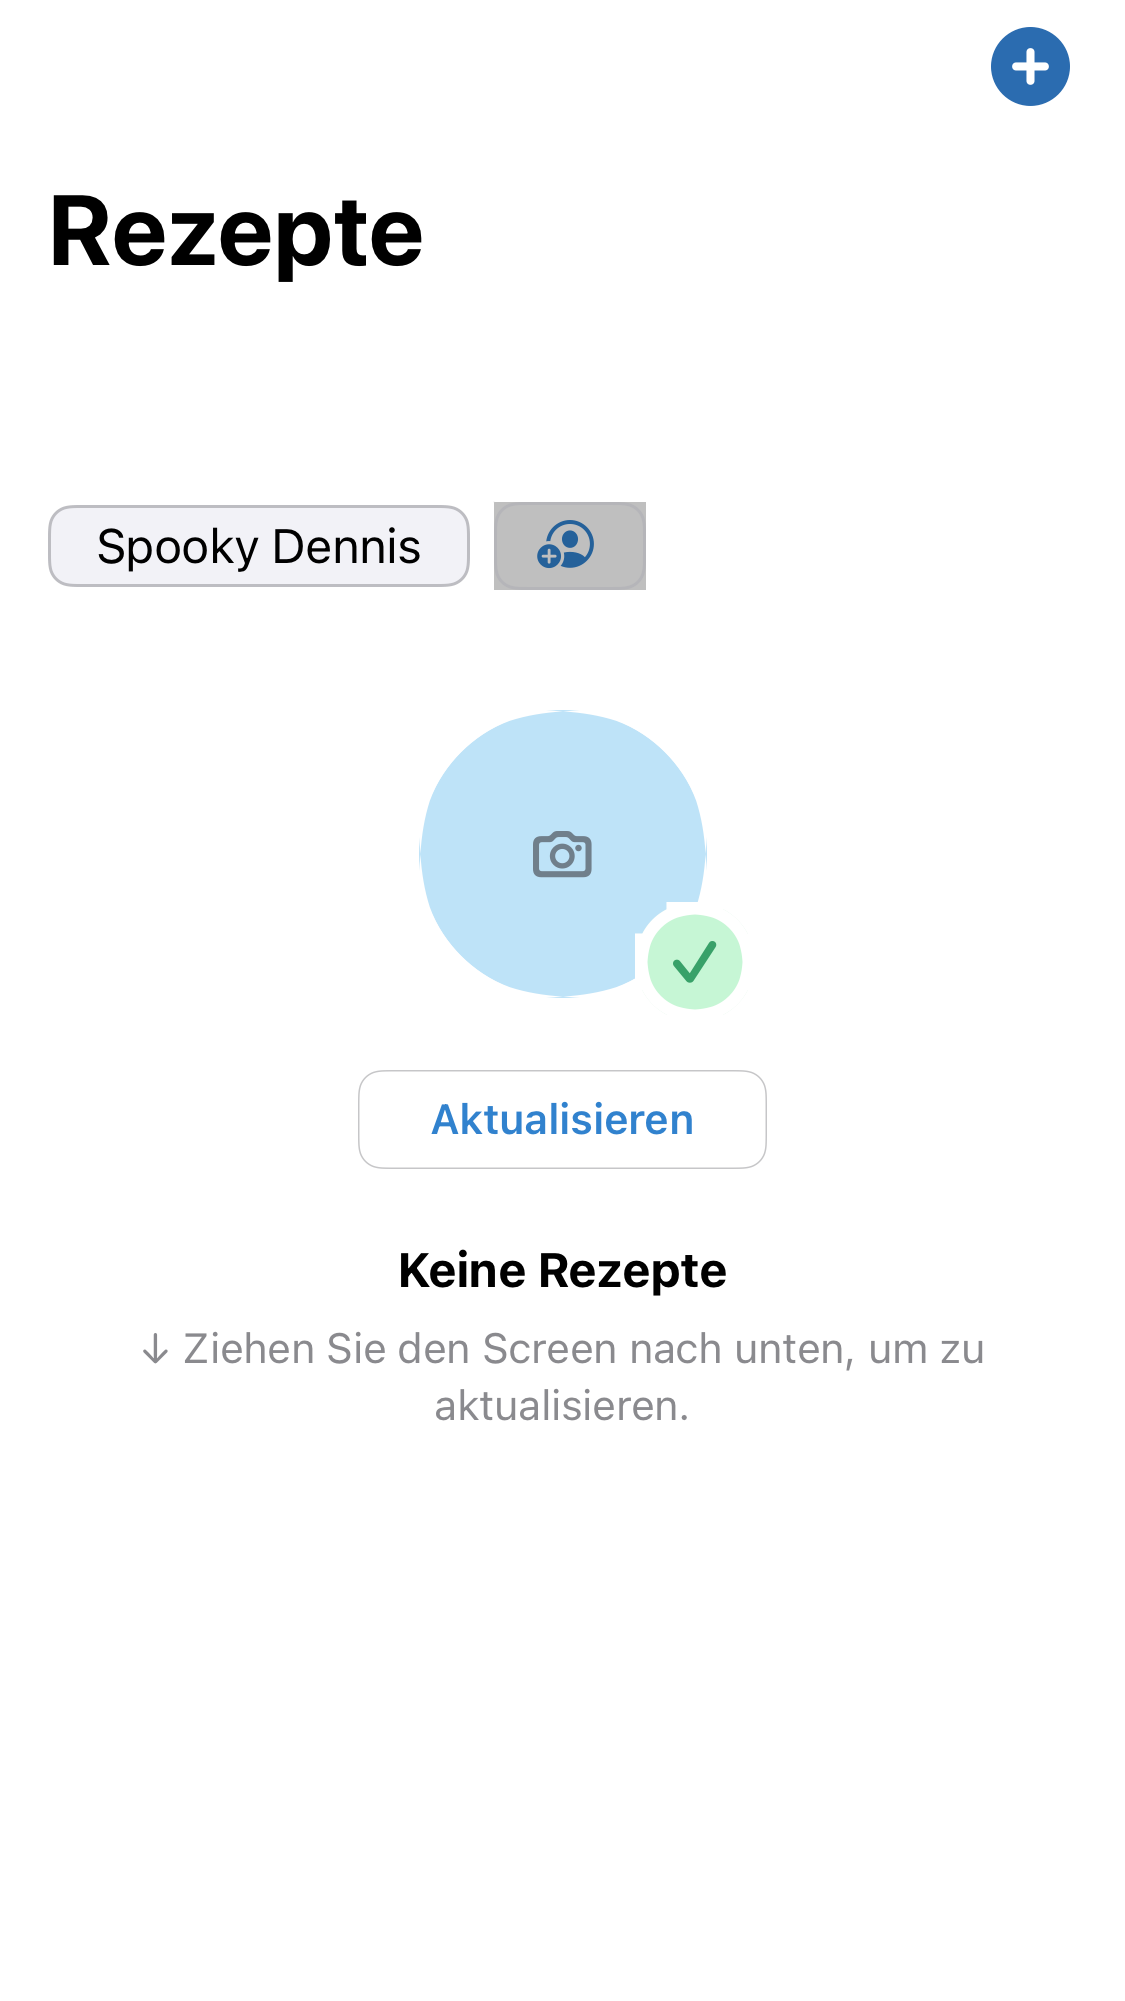 Rezepte
Spooky Dennis
Aktualisieren
Keine Rezepte
↓ Ziehen Sie den Screen nach unten, um zu
aktualisieren.